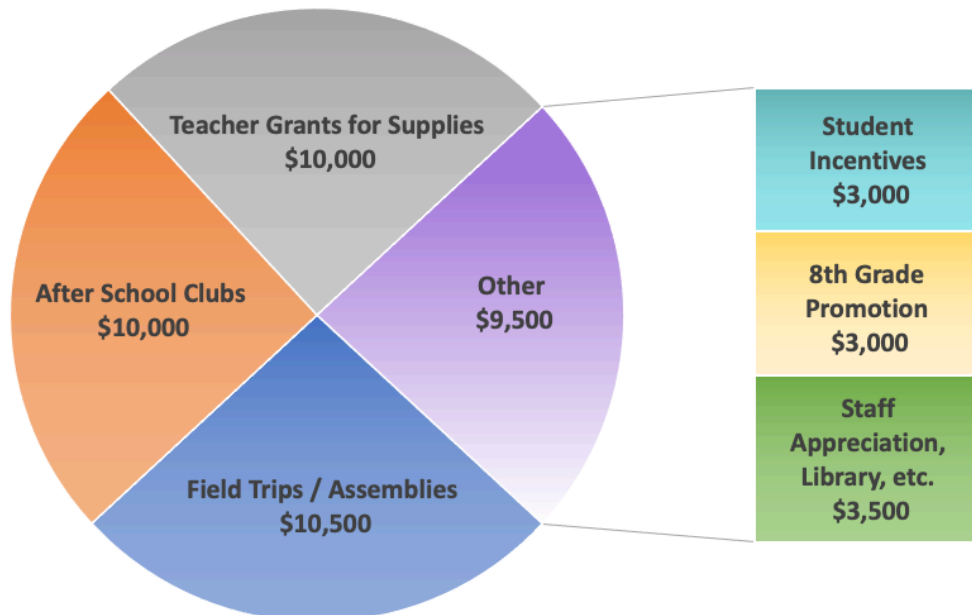 Teacher Grants for Supplies
$10,000
After School Clubs
$10,000
Other
$9,500
Field Trips / Assemblies
$10,500
Student
Incentives
$3,000
8th Grade
Promotion
$3,000
Staff
Appreciation,
Library, etc.
$3,500